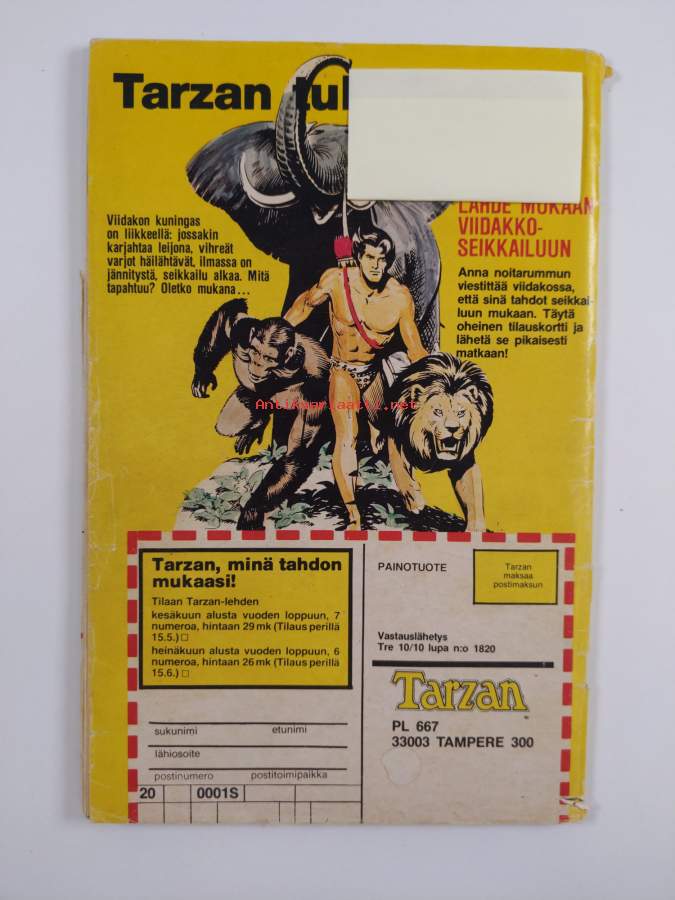 Tarzan
Viidakon kuningas
on liikkeellä: jossakin
karjahtaa leijona, vihreät
varjot häilähtävät, ilmassa on
jännitystä, seikkailu alkaa. Mitä
tapahtuu? Oletko mukana...
LÄHDE MUKAAN
VIIDAKKO-
SEIKKAILUUN
Anna noitarummun
viestittää viidakossa,
että sinä tahdot seikkai-
luun mukaan. Täytä
oheinen tilauskortti ja
lähetä se pikaisesti
matkaan!
Antikvariaatti.net
Tarzan, minä tahdon
mukaasi!
Tilaan Tarzan-lehden
kesäkuun alusta vuoden loppuun, 7
numeroa, hintaan 29 mk (Tilaus perillä
15.5.)
heinäkuun alusta vuoden loppuun, 6
numeroa, hintaan 26 mk (Tilaus perillä
15.6.)
sukunimi etunimi
lähiosoite
postinumero postitoimipaikka
20 0001S
PAINOTUOTE
Tarzan
maksaa
postimaksun
Vastauslähetys
Tre 10/10 lupa n:o 1820
Tarzan
PL 667
33003 TAMPERE 300